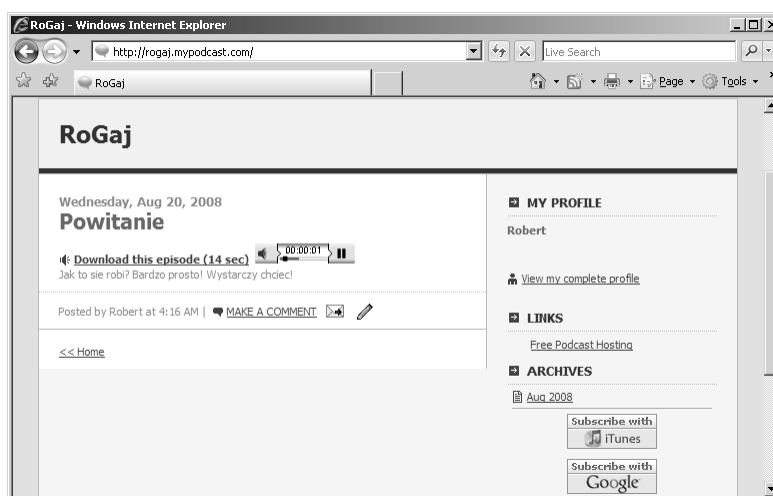 RoGaj - Windows Internet Explorer
http://rogaj.mypodcast.com/
Live Search
RoGaj
Page
Tools
RoGaj
Wednesday, Aug 20, 2008
Powitanie
Download this episode (14 sec)
00:00:01
Jak to sie robi? Bardzo prosto! Wystarczy chciec!
Posted by Robert at 4:16 AM |
MAKE A COMMENT
<< Home
MY PROFILE
Robert
View my complete profile
LINKS
Free Podcast Hosting
ARCHIVES
Aug 2008
Subscribe with
iTunes
Subscribe with
Google